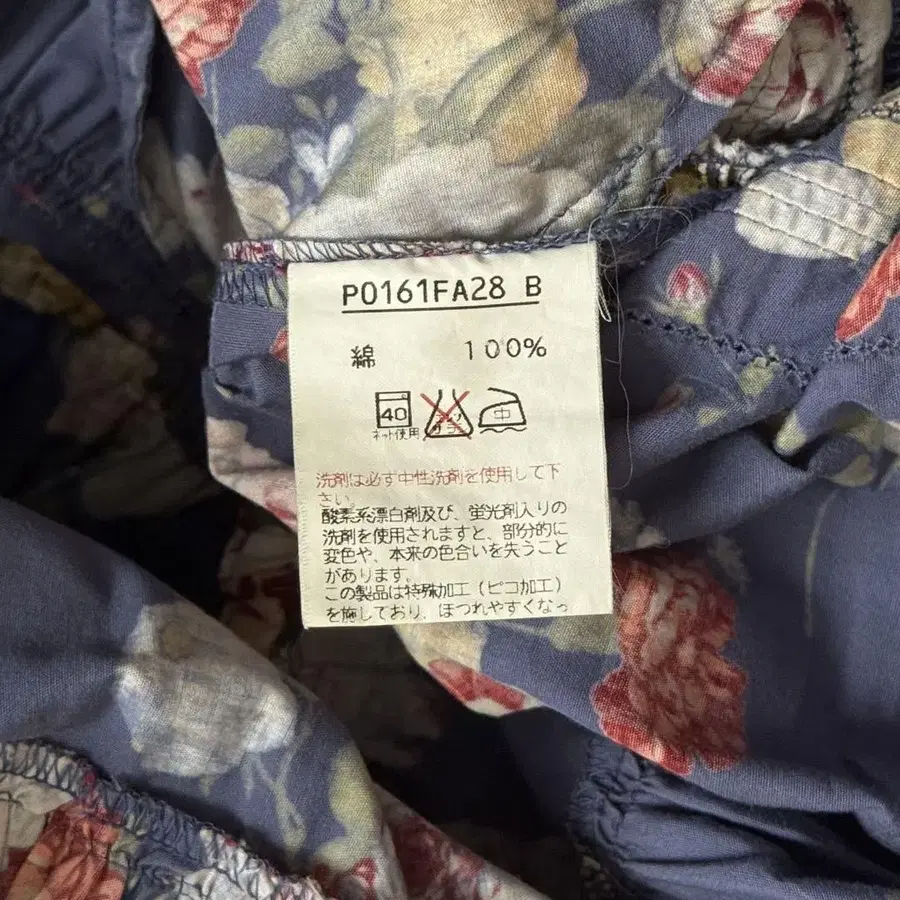 P0161FA28 B
綿 100%
40 中
ネット使用
洗剤は必ず中性洗剤を使用して下
さい。
酸素系漂白剤及び、蛍光剤入りの
洗剤を使用されますと、部分的に
変色や、本来の色合いを失うこと
があります。
この製品は特殊加工(ピコ加工)
を施しており、ほつれやすくなっ